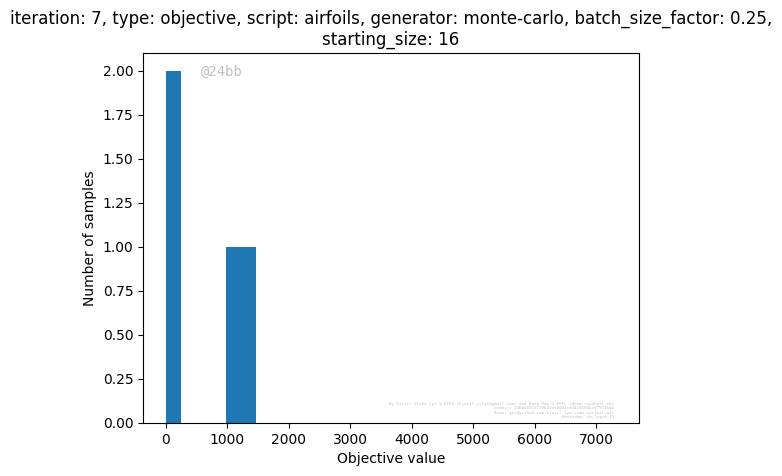 iteration: 7, type: objective, script: airfoils, generator: monte-carlo, batch_size_factor: 0.25,
starting_size: 16
2.00
@24bb
1.75
1.50
1.25
1.00
0.75
0.50
0.25
0.00
Number of samples
0 1000 2000 3000 4000 5000 6000 7000
Objective value